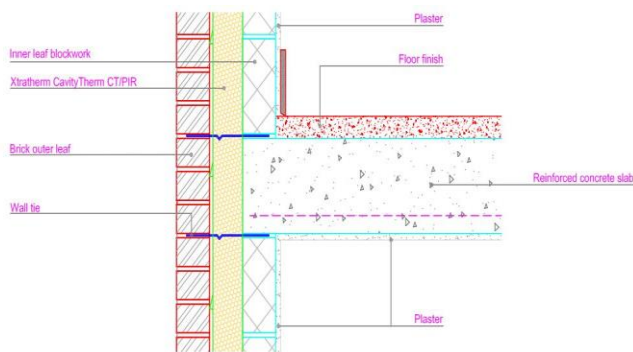 Plaster
Inner leaf blockwork
Floor finish
Xtratherm CavityTherm CT/PIR
Brick outer leaf
Reinforced concrete slab
Wall tie
Plaster